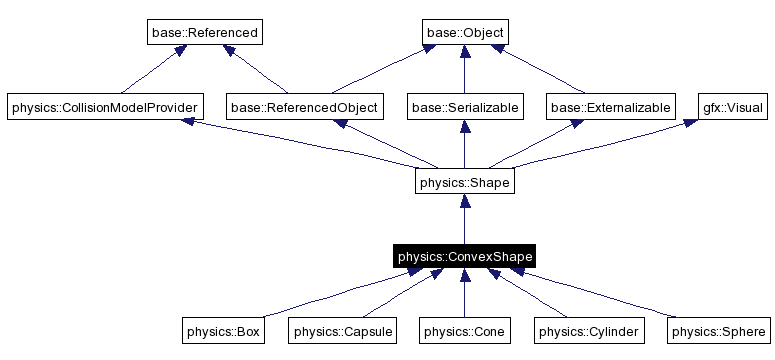 base::Referenced
base::Object
physics::CollisionModelProvider
base::ReferencedObject
base::Serializable
base::Externalizable
gfx::Visual
physics::Shape
physics::ConvexShape
physics::Box
physics::Capsule
physics::Cone
physics::Cylinder
physics::Sphere